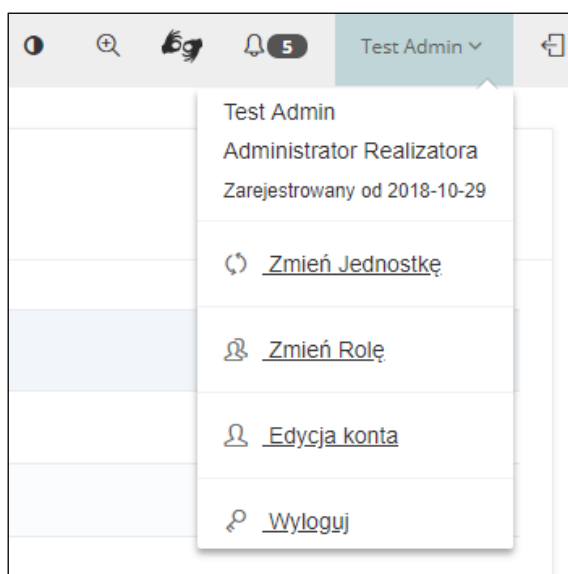 5
Test Admin
Test Admin
Administrator Realizatora
Zarejestrowany od 2018-10-29
Zmień Jednostkę
Zmień Rolę
Edycja konta
Wyloguj